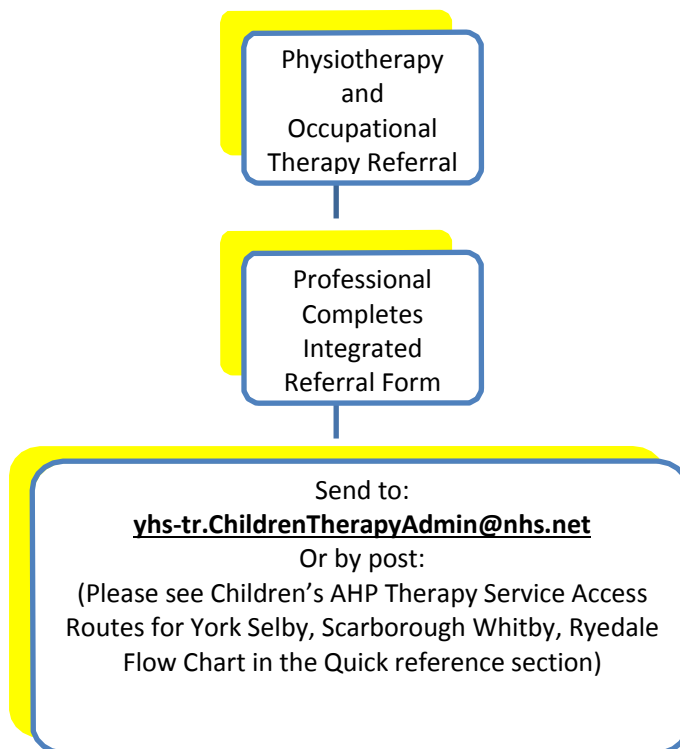 Physiotherapy
and
Occupational
Therapy Referral
Professional
Completes
Integrated
Referral Form
Send to:
yhs-tr.ChildrenTherapyAdmin@nhs.net
Or by post:
(Please see Children’s AHP Therapy Service Access
Routes for York Selby, Scarborough Whitby, Ryedale
Flow Chart in the Quick reference section)